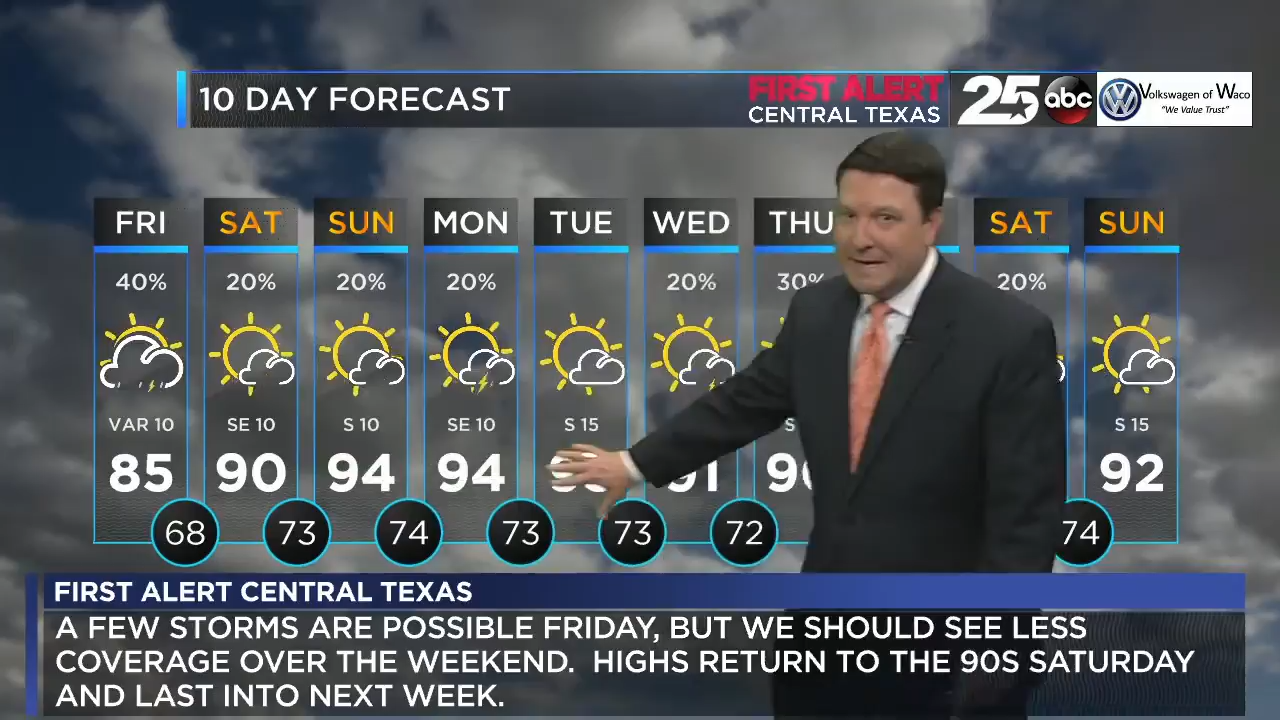 10 DAY FORECAST
FIRST ALERT
CENTRAL TEXAS
25 abc
Volkswagen of Waco
"We Value Trust"
FRI SAT SUN MON TUE WED THU SAT SUN
40% 20% 20% 20% 20% 30% 20%
VAR 10 SE 10 S 10 SE 10 S 15 S S 15
85 90 94 94 91 90 92
68 73 74 73 73 72 74
FIRST ALERT CENTRAL TEXAS
A FEW STORMS ARE POSSIBLE FRIDAY, BUT WE SHOULD SEE LESS
COVERAGE OVER THE WEEKEND. HIGHS RETURN TO THE 90S SATURDAY
AND LAST INTO NEXT WEEK.